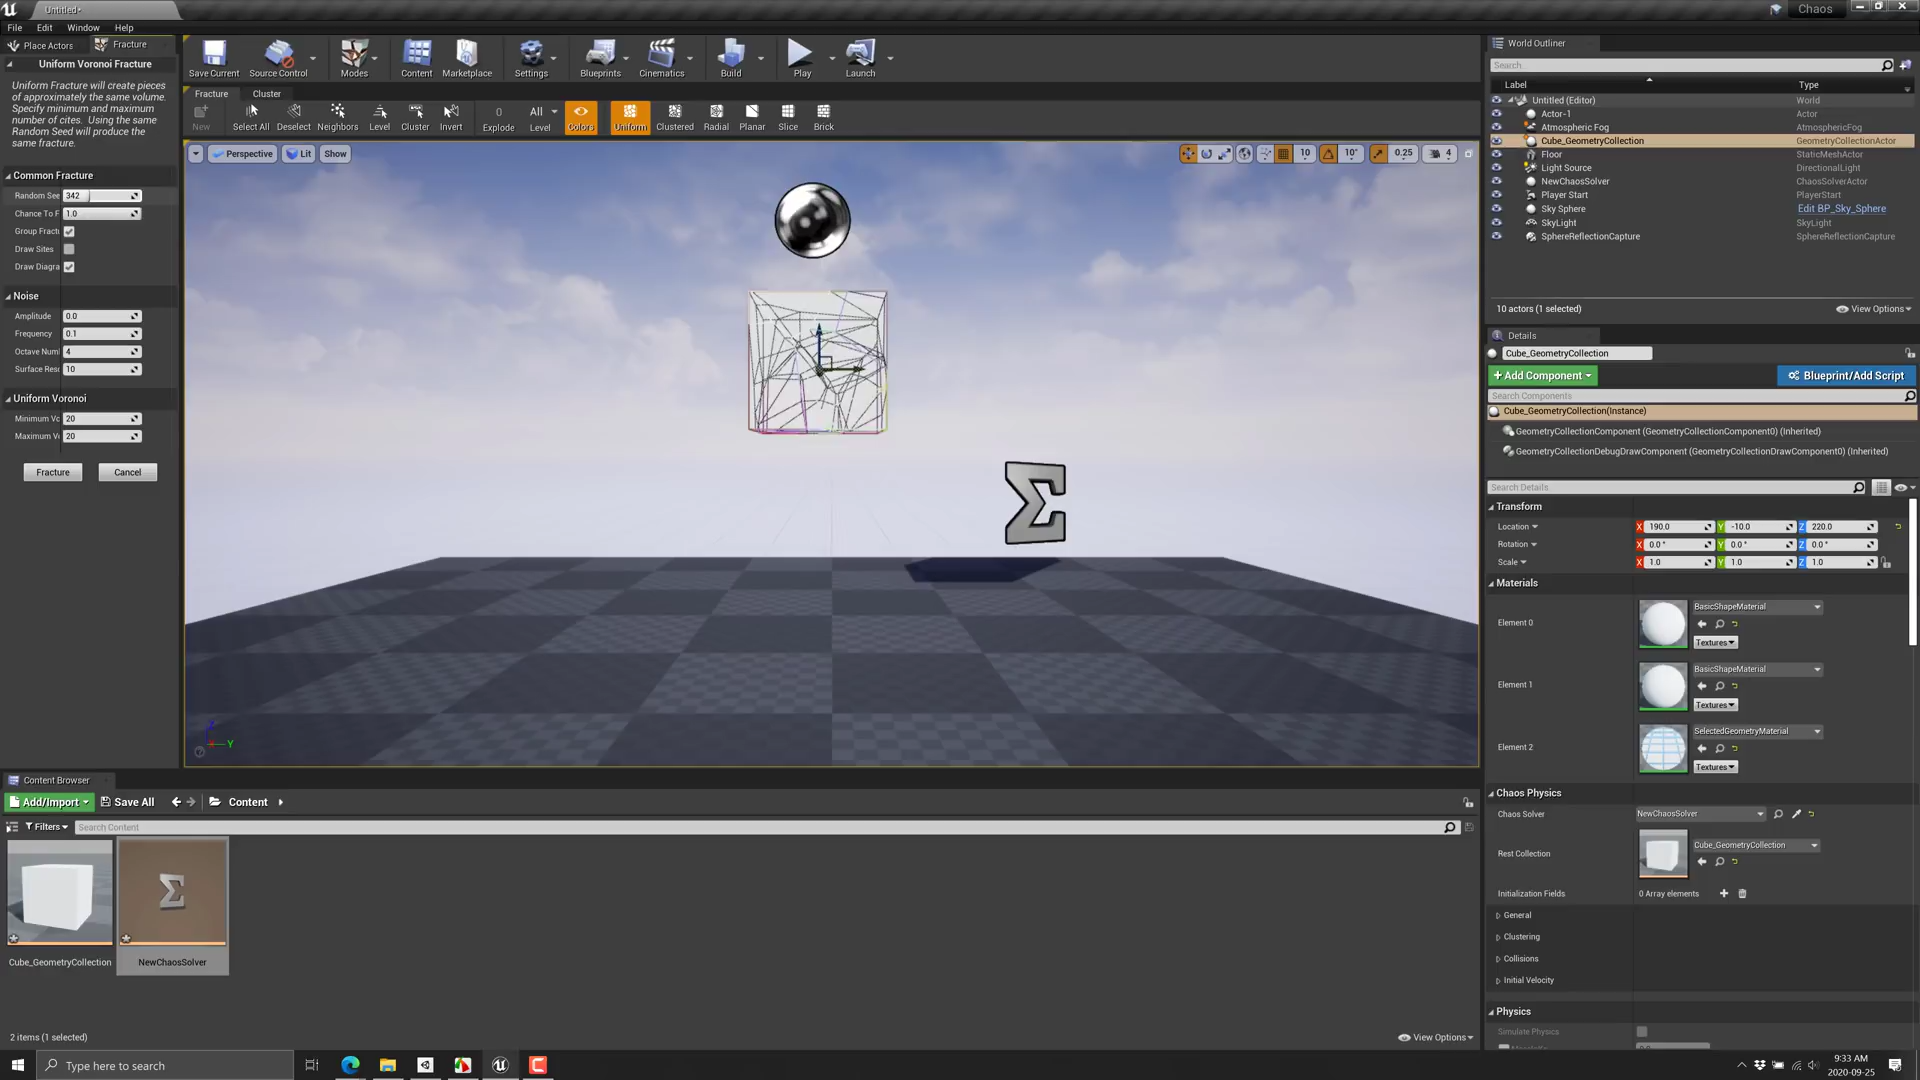 Untitled*
Chaos
File
Edit
Window
Help
Place Actors
Fracture
Uniform Voronoi Fracture
Uniform Fracture will create pieces
of approximately the same volume.
Specify minimum and maximum
number of cites. Using the same
Random Seed will produce the
same fracture.
Common Fracture
Random See
342
Chance To F
1.0
Group Fract
Draw Sites
Draw Diagra
Noise
Amplitude
0.0
Frequency
0.1
Octave Num
4
Surface Res
10
Uniform Voronoi
Minimum Vo
20
Maximum V
20
Fracture
Cancel
Save Current
Source Control
Modes
Content
Marketplace
Settings
Blueprints
Cinematics
Build
Play
Launch
Fracture
Cluster
New
Select All
Deselect
Neighbors
Level
Cluster
Invert
0
Explode
All
Level
Colors
Uniform
Clustered
Radial
Planar
Slice
Brick
Perspective
Lit
Show
10
10°
0.25
4
Z
Y
World Outliner
Search...
Label
Type
Untitled (Editor)
World
Actor-1
Actor
Atmospheric Fog
AtmosphericFog
Cube_GeometryCollection
GeometryCollectionActor
Floor
StaticMeshActor
Light Source
DirectionalLight
NewChaosSolver
ChaosSolverActor
Player Start
PlayerStart
Sky Sphere
Edit BP_Sky_Sphere
SkyLight
SkyLight
SphereReflectionCapture
SphereReflectionCapture
10 actors (1 selected)
View Options
Details
Cube_GeometryCollection
Add Component
Blueprint/Add Script
Search Components
Cube_GeometryCollection(Instance)
GeometryCollectionComponent (GeometryCollectionComponent0) (Inherited)
GeometryCollectionDebugDrawComponent (GeometryCollectionDrawComponent0) (Inherited)
Search Details
Transform
Location
X 190.0
Y -10.0
Z 220.0
Rotation
X 0.0°
Y 0.0°
Z 0.0°
Scale
X 1.0
Y 1.0
Z 1.0
Materials
Element 0
BasicShapeMaterial
Textures
Element 1
BasicShapeMaterial
Textures
Element 2
SelectedGeometryMaterial
Textures
Chaos Physics
Chaos Solver
NewChaosSolver
Rest Collection
Cube_GeometryCollection
Initialization Fields
0 Array elements
General
Clustering
Collisions
Initial Velocity
Physics
Simulate Physics
Content Browser
Add/Import
Save All
Content
Filters
Search Content
Cube_GeometryCollection
NewChaosSolver
2 items (1 selected)
View Options
Type here to search
9:33 AM
2020-09-25